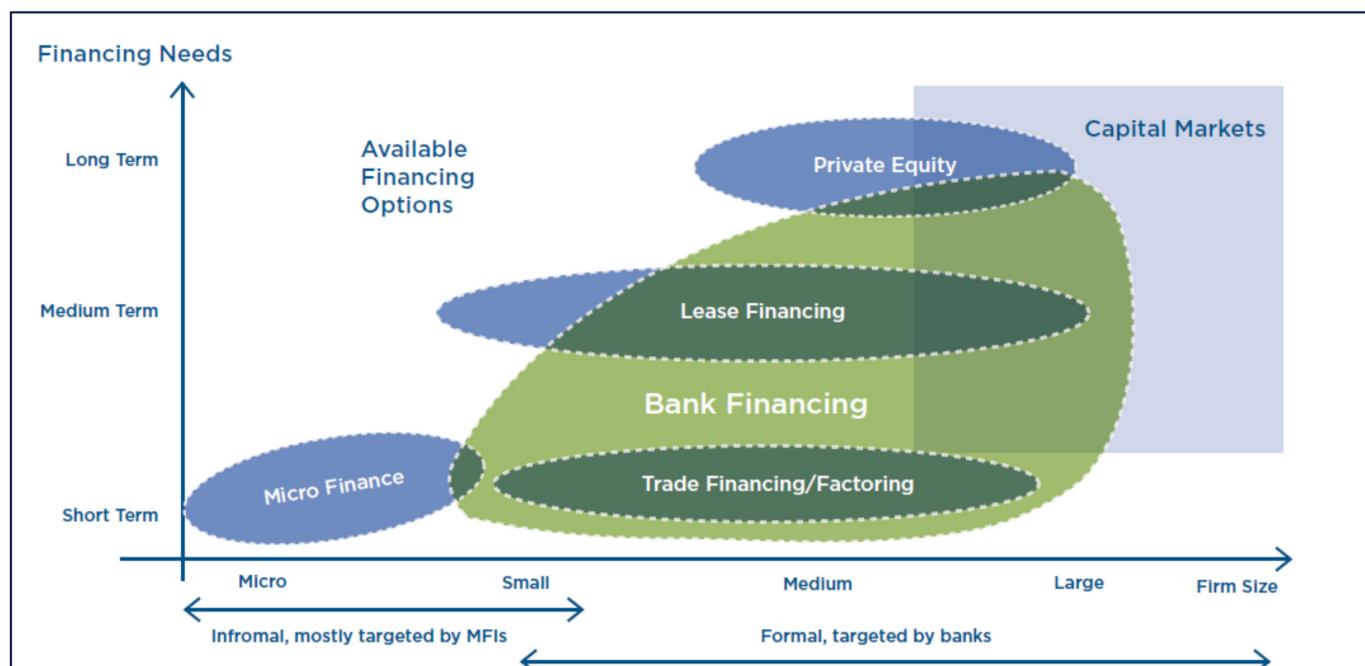 Financing Needs
Long Term
Available
Financing
Options
Private Equity
Capital Markets
Medium Term
Lease Financing
Bank Financing
Micro Finance
Trade Financing/Factoring
Short Term
Micro
Small
Medium
Large
Firm Size
Infromal, mostly targeted by MFIs
Formal, targeted by banks